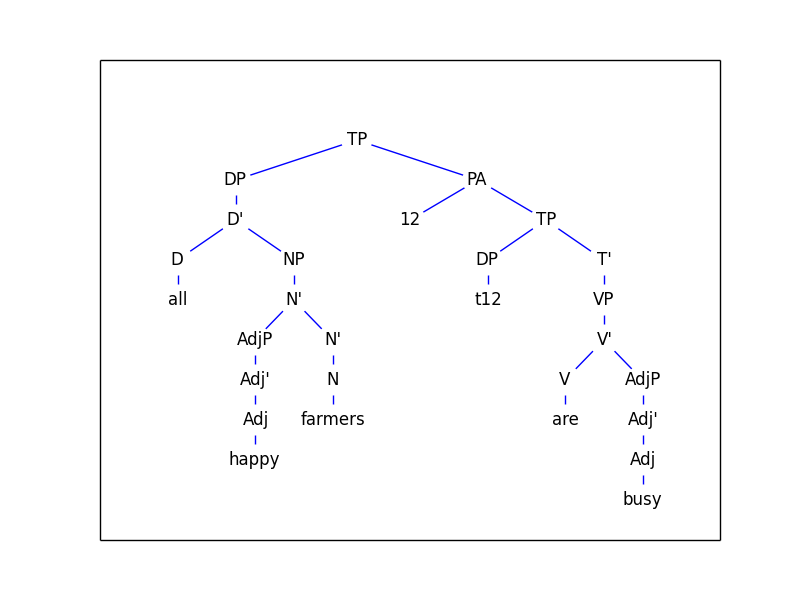 TP
DP PA
D' 12 TP
D NP DP T'
all N' t12 VP
AdjP N' V'
Adj' N V AdjP
Adj farmers are Adj'
happy Adj
busy